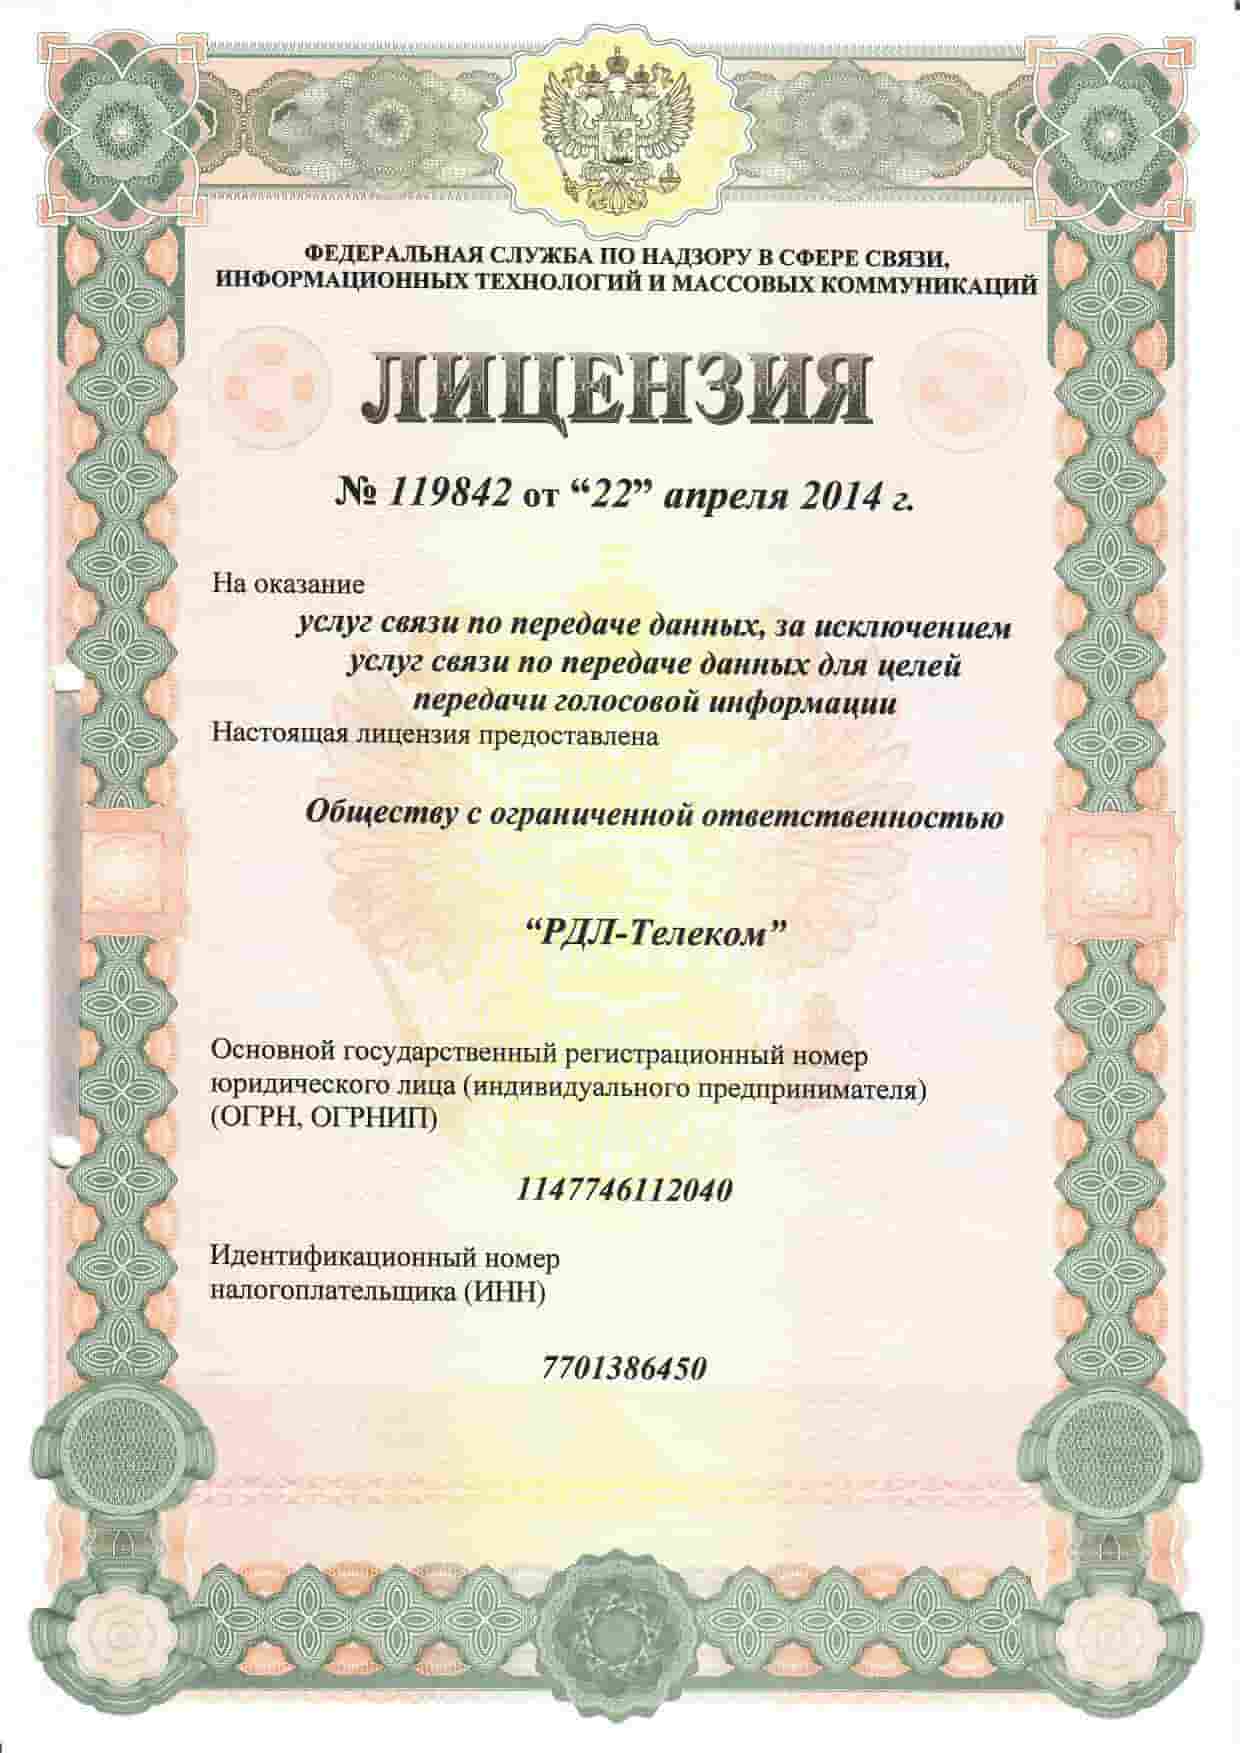 ФЕДЕРАЛЬНАЯ СЛУЖБА ПО НАДЗОРУ В СФЕРЕ СВЯЗИ,
ИНФОРМАЦИОННЫХ ТЕХНОЛОГИЙ И МАССОВЫХ КОММУНИКАЦИЙ
ЛИЦЕНЗИЯ
№ 119842 от “22” апреля 2014 г.
На оказание
услуг связи по передаче данных, за исключением
услуг связи по передаче данных для целей
передачи голосовой информации
Настоящая лицензия предоставлена
Обществу с ограниченной ответственностью
“РДЛ-Телеком”
Основной государственный регистрационный номер
юридического лица (индивидуального предпринимателя)
(ОГРН, ОГРНИП)
1147746112040
Идентификационный номер
налогоплательщика (ИНН)
7701386450